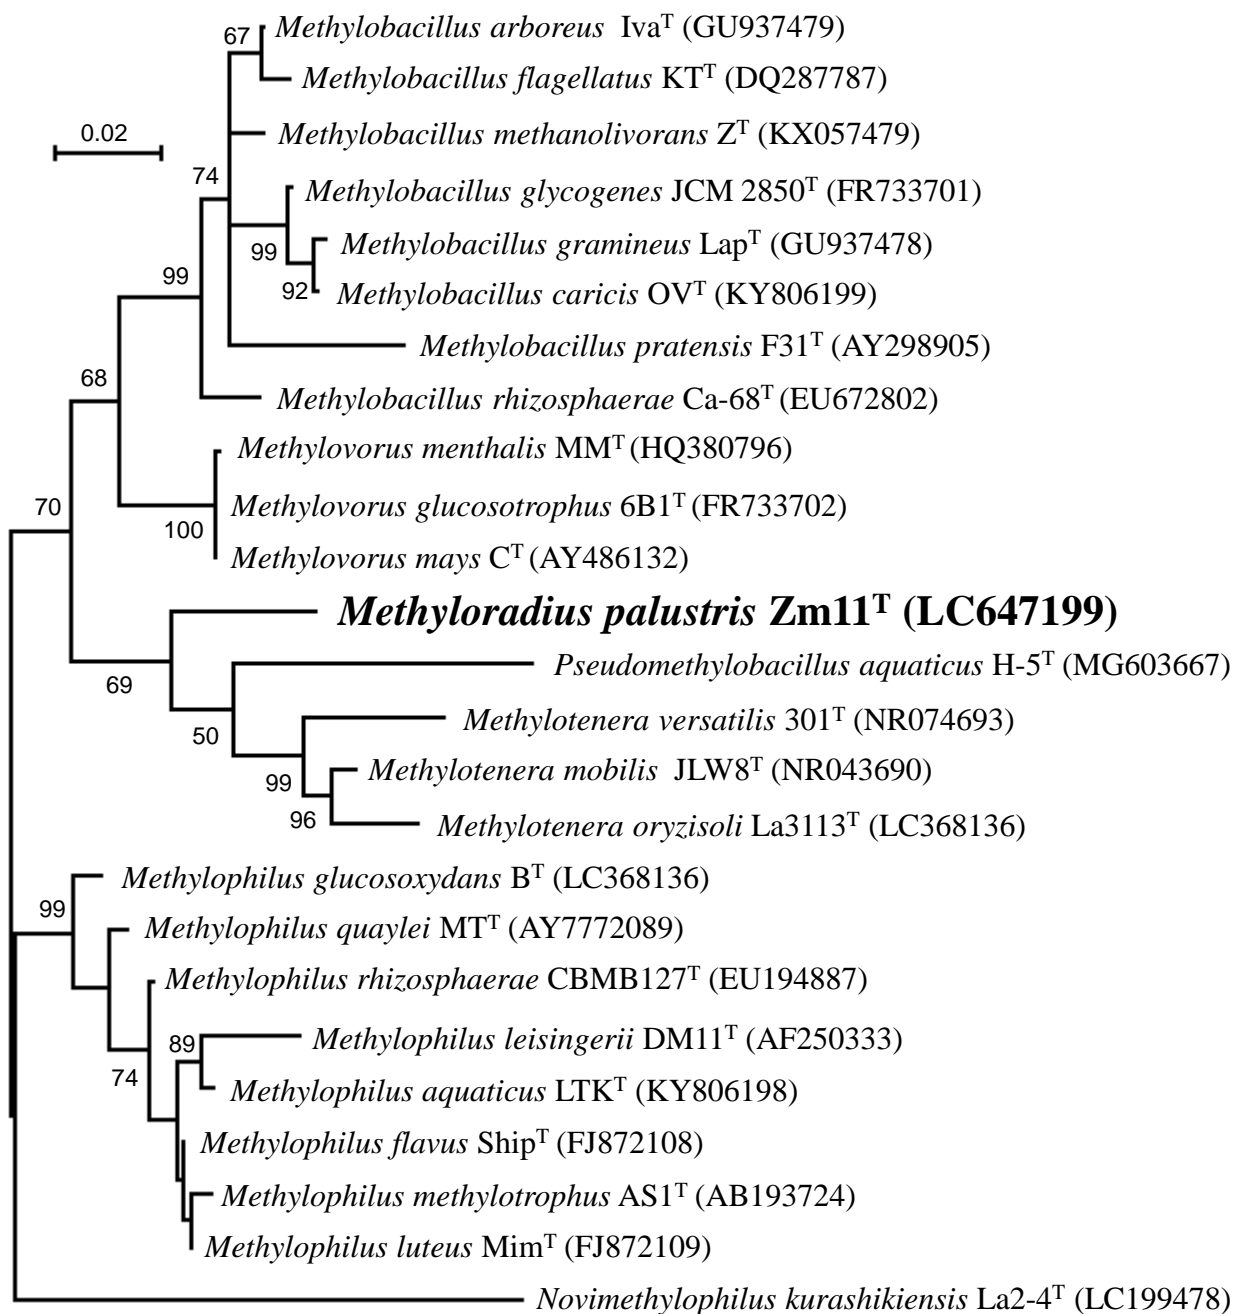 67 Methylobacillus arboreus Iva^T (GU937479)
Methylobacillus flagellatus KT^T (DQ287787)
0.02 Methylobacillus methanolivorans Z^T (KX057479)
74 Methylobacillus glycogenes JCM 2850^T (FR733701)
99 Methylobacillus gramineus Lap^T (GU937478)
99 92 Methylobacillus caricis OV^T (KY806199)
Methylobacillus pratensis F31^T (AY298905)
68 Methylobacillus rhizosphaerae Ca-68^T (EU672802)
Methylovorus menthalis MM^T (HQ380796)
70 Methylovorus glucosotrophus 6B1^T (FR733702)
100 Methylovorus mays C^T (AY486132)
Methyloradius palustris Zm11^T (LC647199)
69 Pseudomethylobacillus aquaticus H-5^T (MG603667)
50 Methylotenera versatilis 301^T (NR074693)
99 Methylotenera mobilis JLW8^T (NR043690)
96 Methylotenera oryzisoli La3113^T (LC368136)
Methylophilus glucosoxydans B^T (LC368136)
99 Methylophilus quaylei MT^T (AY7772089)
Methylophilus rhizosphaerae CBMB127^T (EU194887)
89 Methylophilus leisingerii DM11^T (AF250333)
74 Methylophilus aquaticus LTK^T (KY806198)
Methylophilus flavus Ship^T (FJ872108)
Methylophilus methylotrophus AS1^T (AB193724)
Methylophilus luteus Mim^T (FJ872109)
Novimethylophilus kurashikiensis La2-4^T (LC199478)